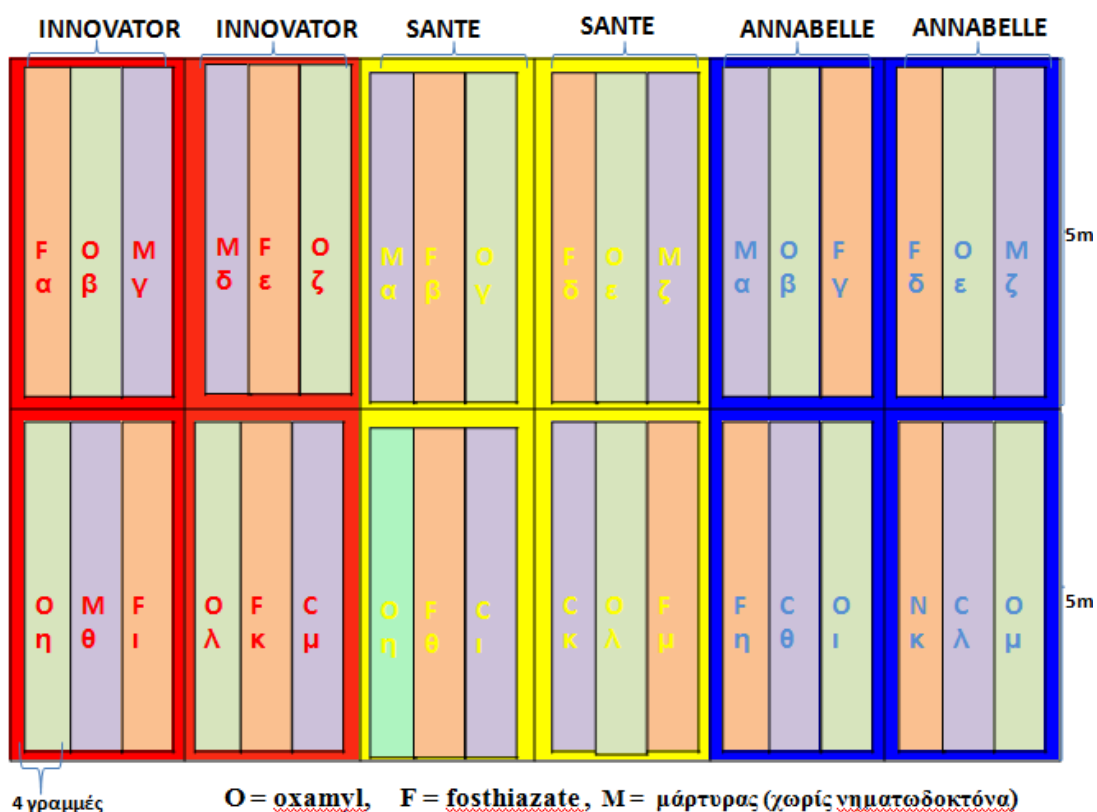 INNOVATOR INNOVATOR SANTE SANTE ANNABELLE ANNABELLE
F O M M F O M F O F O M M O F F O M
α β γ δ ε ζ α β γ δ ε ζ α β γ δ ε ζ
5m
O M F O F C O F C C O F F C O N C O
η θ ι λ κ μ η θ ι κ λ μ η θ ι κ λ μ
5m
4 γραμμές O = oxamyl, F = fosthiazate, M = μάρτυρας (χωρίς νηματωδοκτόνα)